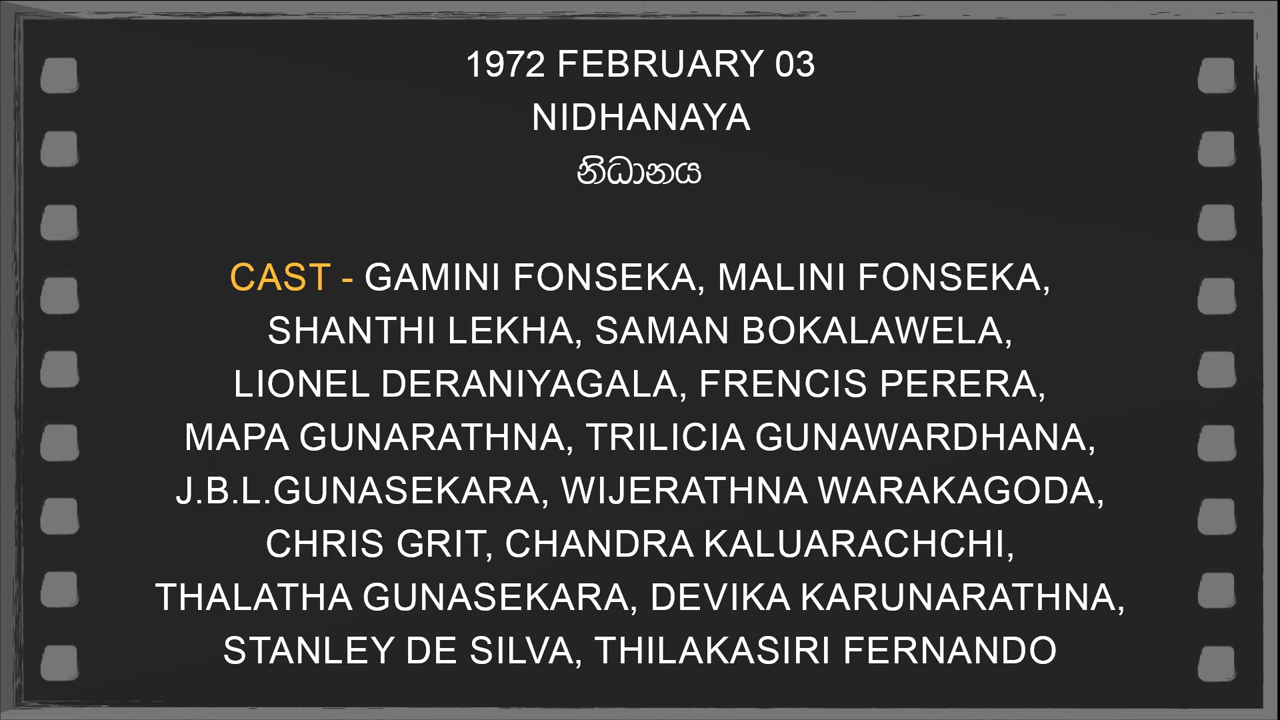 1972 FEBRUARY 03
NIDHANAYA
නිධානය
CAST - GAMINI FONSEKA, MALINI FONSEKA,
SHANTHI LEKHA, SAMAN BOKALAWELA,
LIONEL DERANIYAGALA, FRENCIS PERERA,
MAPA GUNARATHNA, TRILICIA GUNAWARDHANA,
J.B.L.GUNASEKARA, WIJERATHNA WARAKAGODA,
CHRIS GRIT, CHANDRA KALUARACHCHI,
THALATHA GUNASEKARA, DEVIKA KARUNARATHNA,
STANLEY DE SILVA, THILAKASIRI FERNANDO